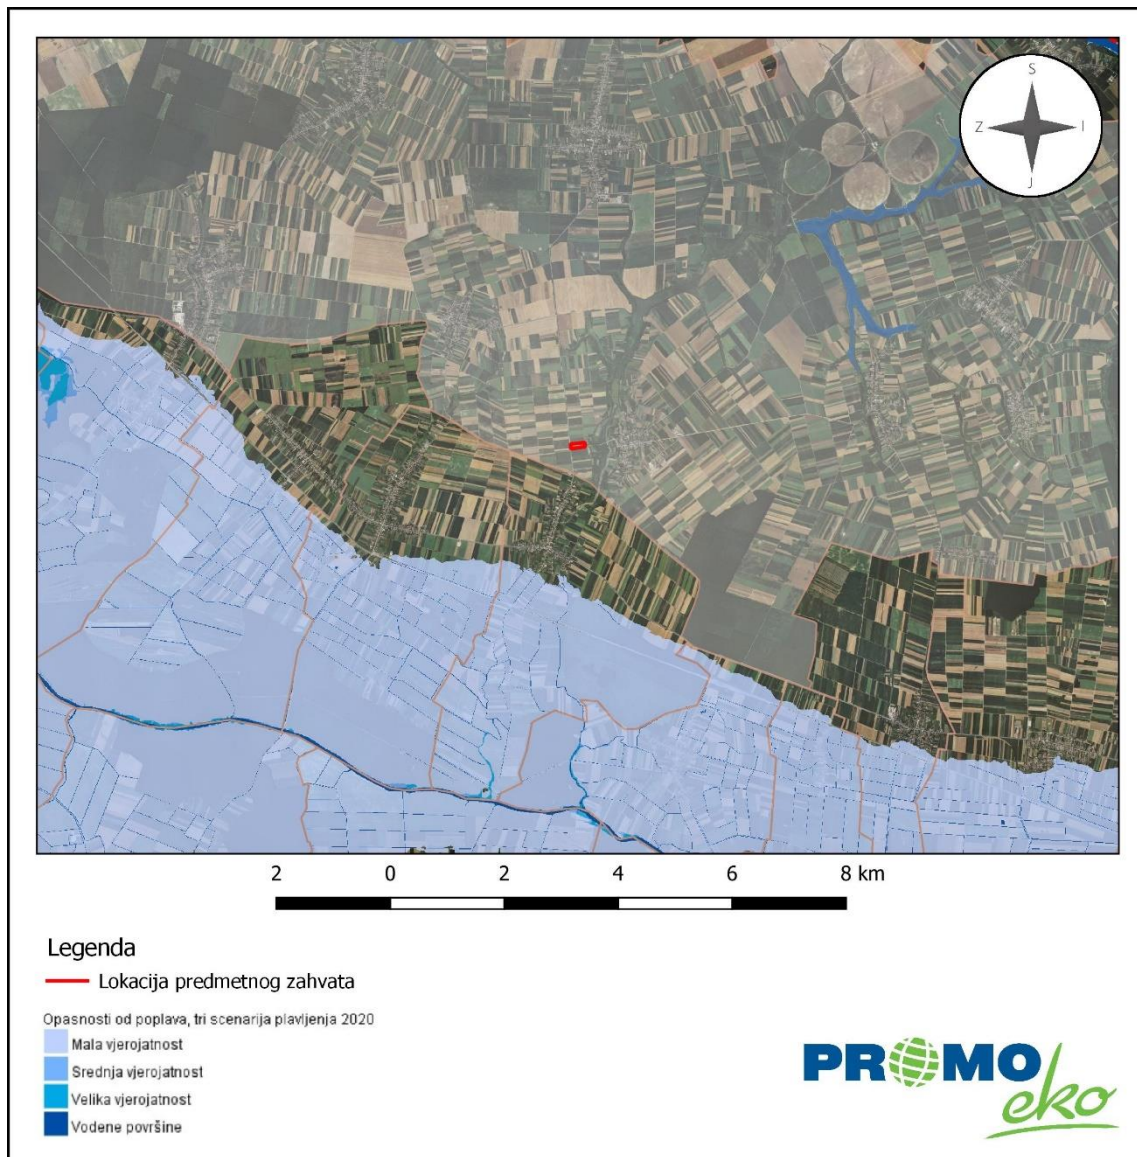 S
Z I
J
2 0 2 4 6 8 km
Legenda
Lokacija predmetnog zahvata
Opasnosti od poplava, tri scenarija plavljenja 2020
Mala vjerojatnost
Srednja vjerojatnost
Velika vjerojatnost
Vodene površine
PROMO
eko